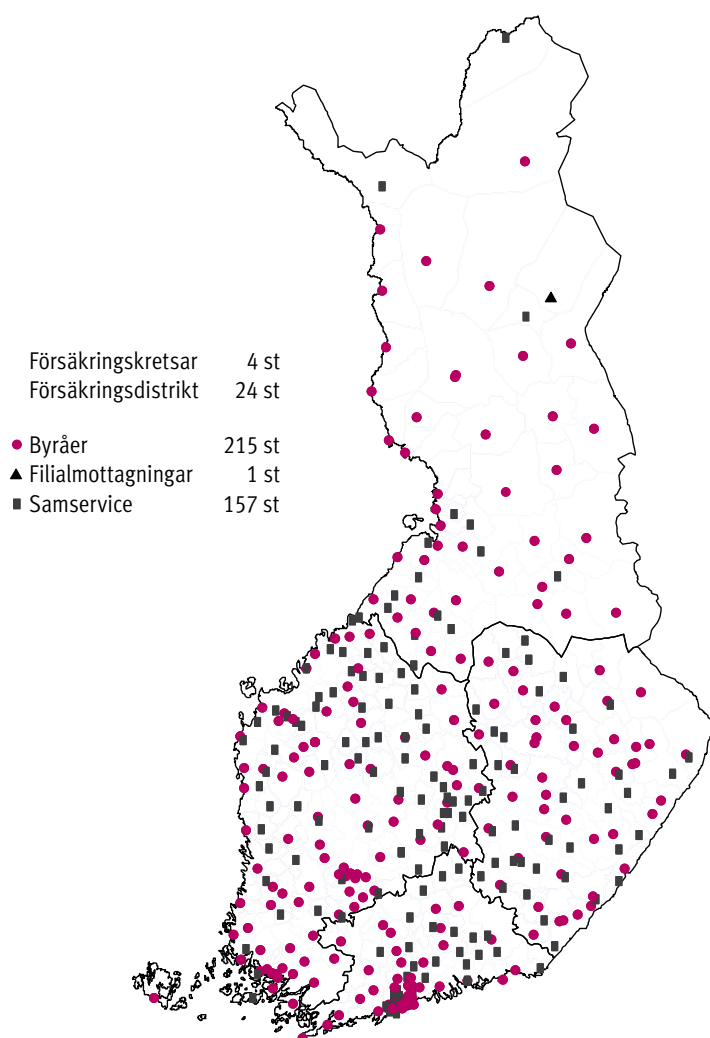 Försäkringskretsar 4 st
Försäkringsdistrikt 24 st
Byråer 215 st
Filialmottagningar 1 st
Samservice 157 st